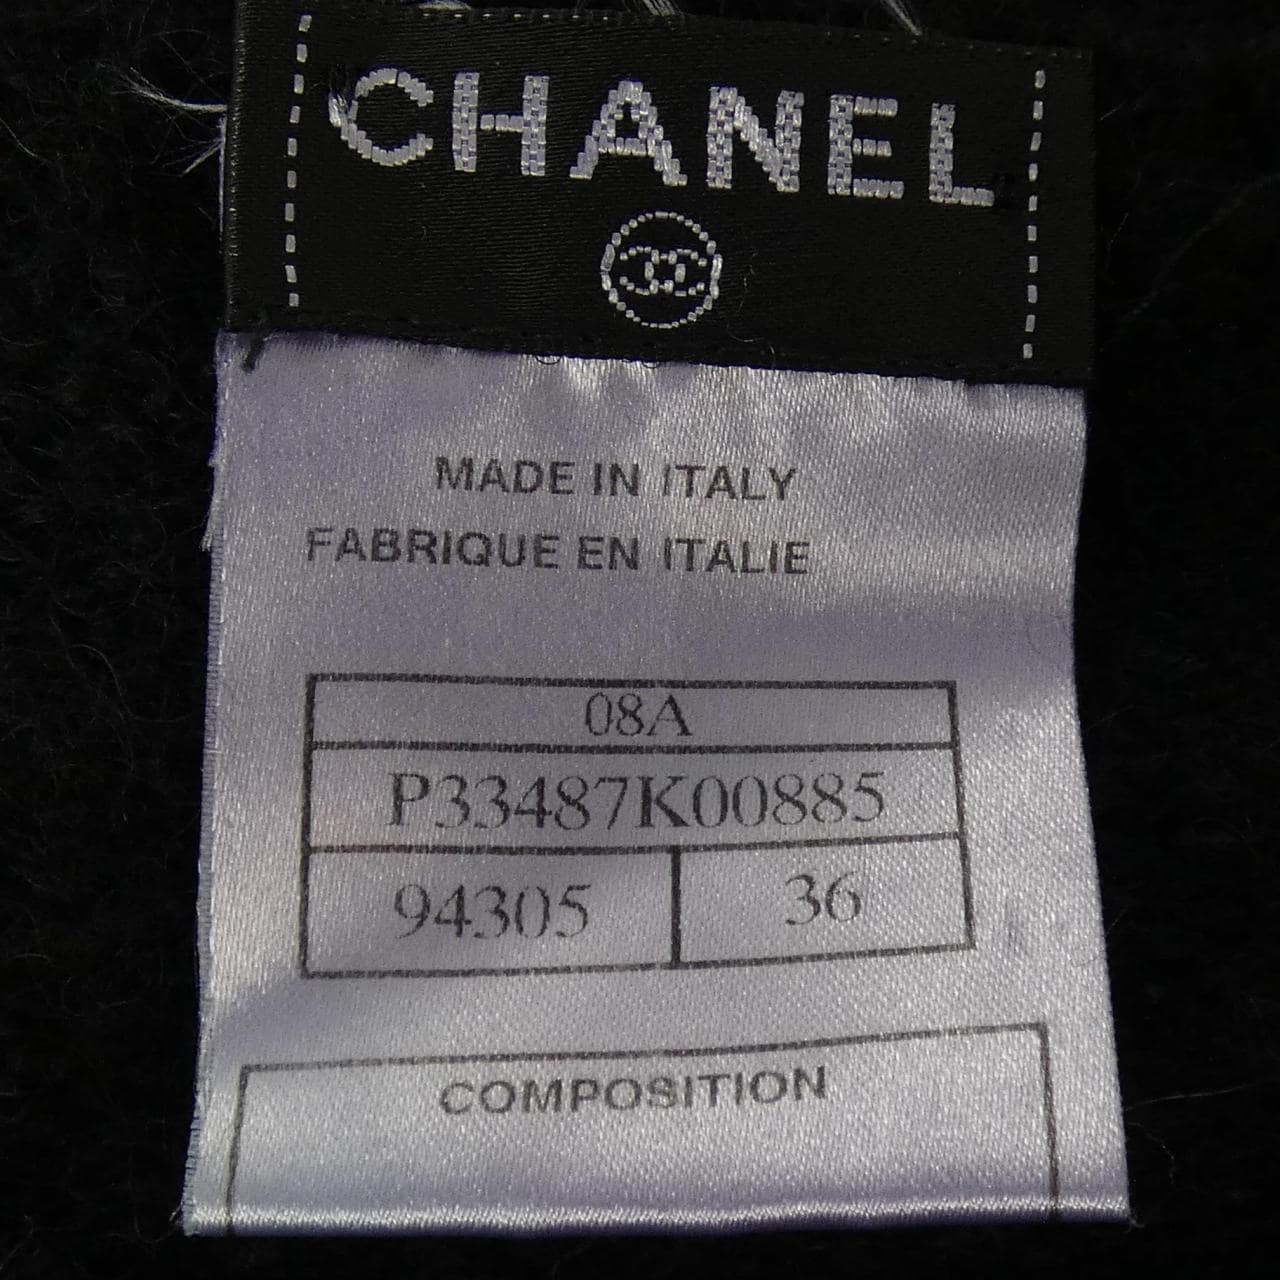 CHANEL
MADE IN ITALY
FABRIQUE EN ITALIE
08A
P33487K00885
94305 36
COMPOSITION